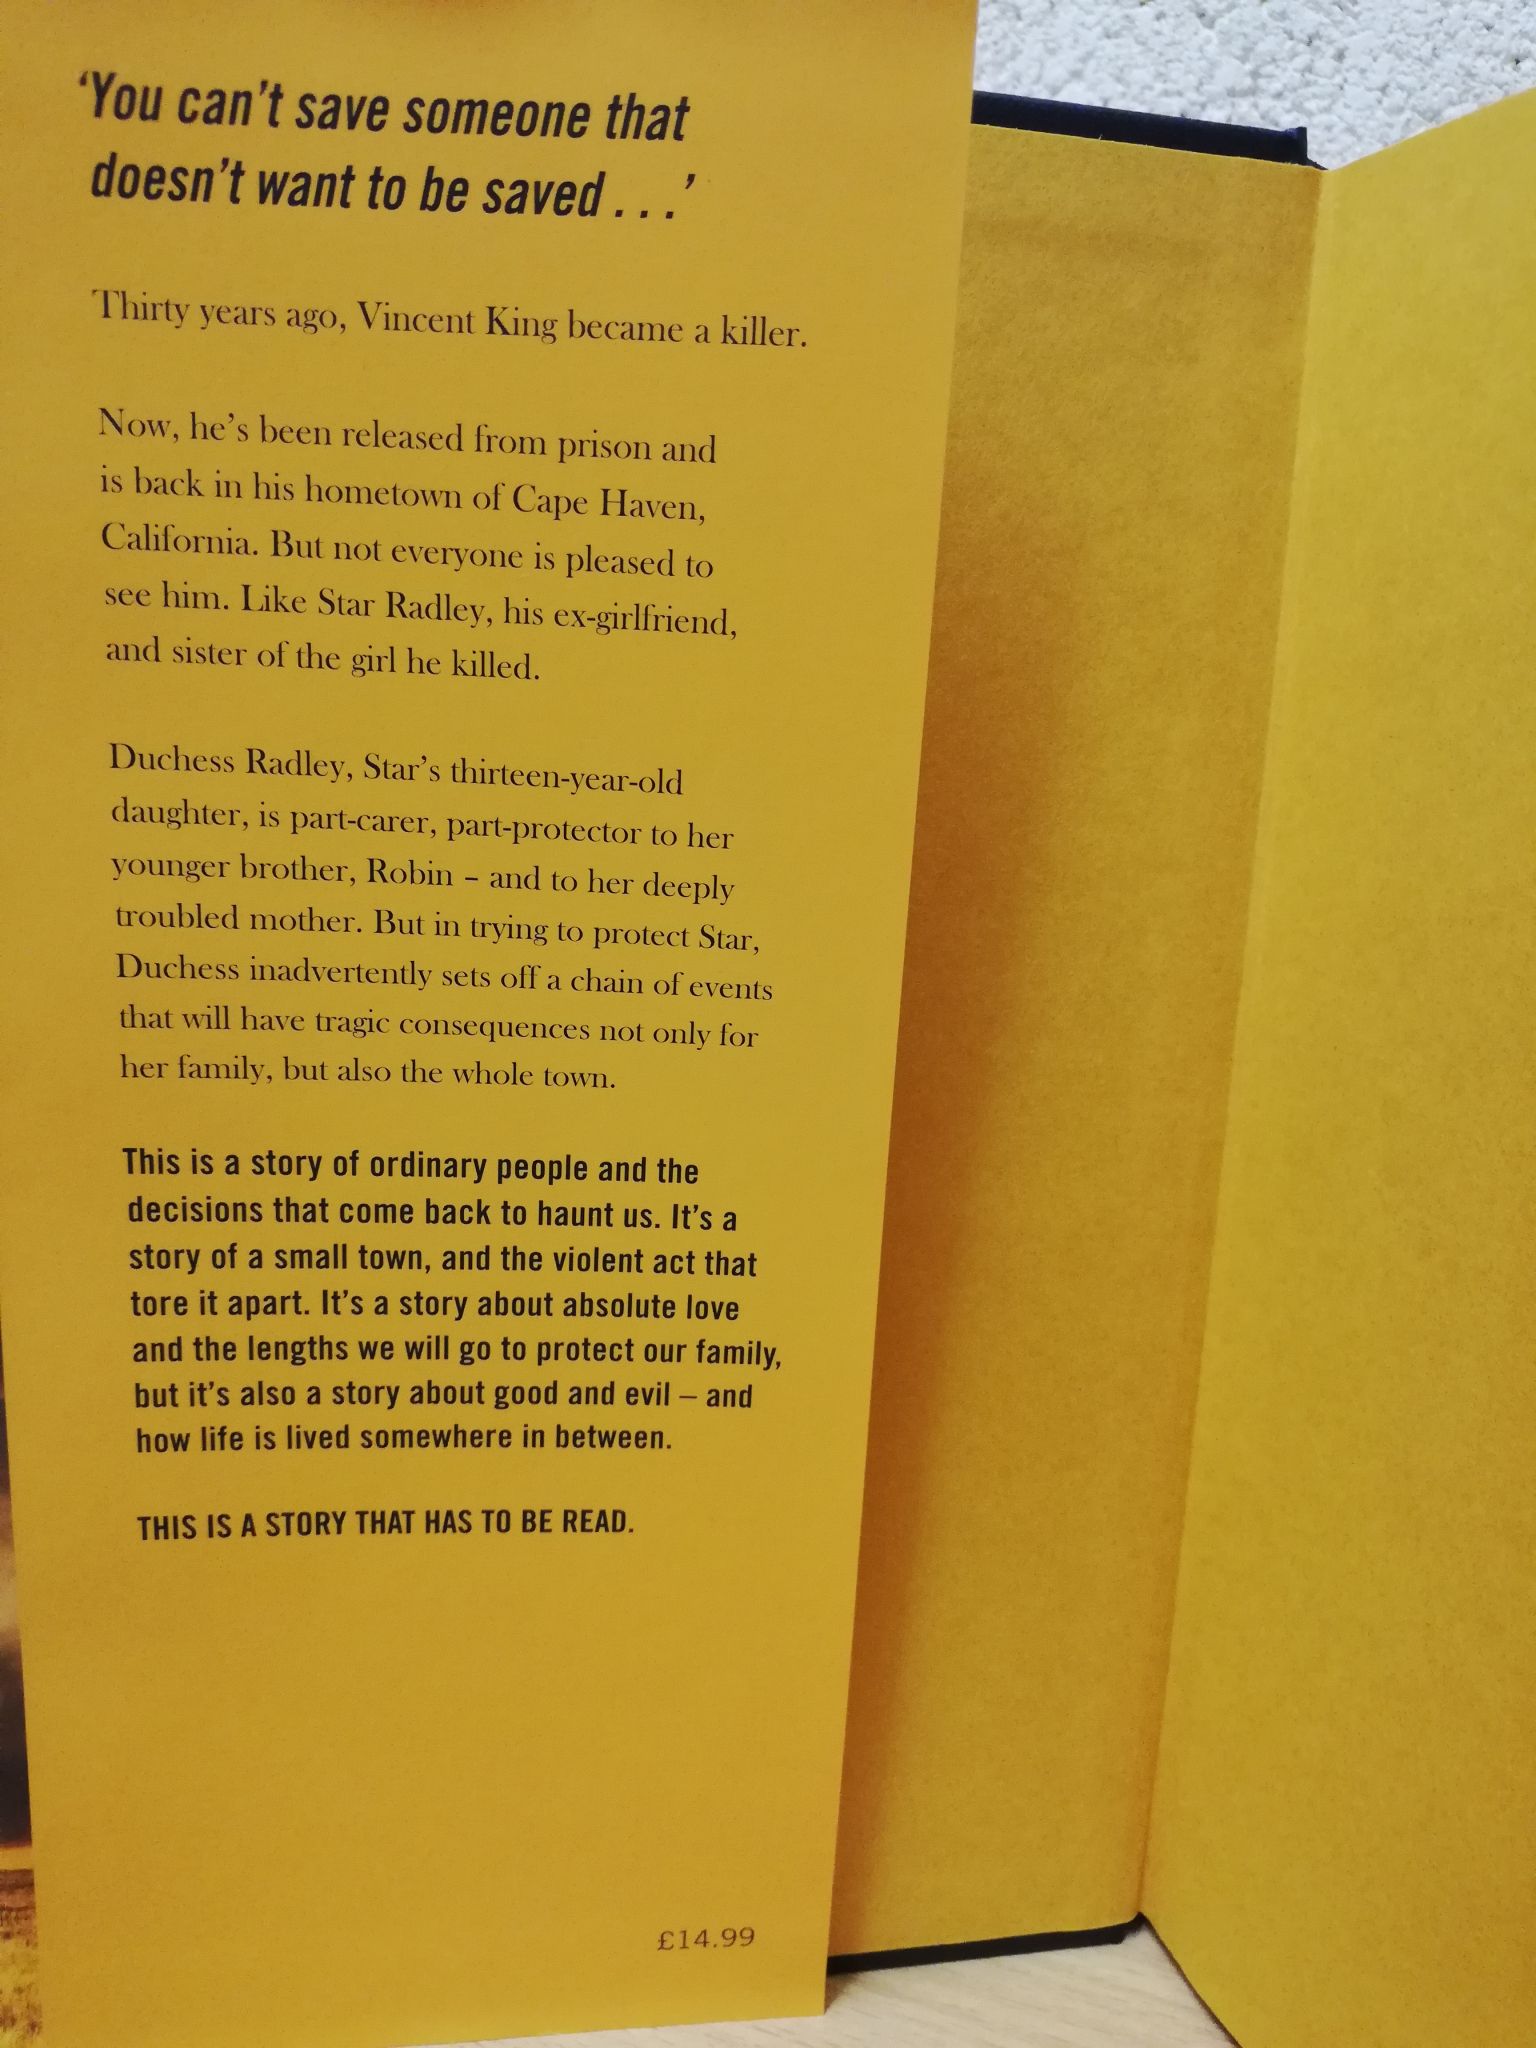 ‘You can’t save someone that
doesn’t want to be saved . . .’
Thirty years ago, Vincent King became a killer.
Now, he’s been released from prison and
is back in his hometown of Cape Haven,
California. But not everyone is pleased to
see him. Like Star Radley, his ex-girlfriend,
and sister of the girl he killed.
Duchess Radley, Star’s thirteen-year-old
daughter, is part-carer, part-protector to her
younger brother, Robin – and to her deeply
troubled mother. But in trying to protect Star,
Duchess inadvertently sets off a chain of events
that will have tragic consequences not only for
her family, but also the whole town.
This is a story of ordinary people and the
decisions that come back to haunt us. It’s a
story of a small town, and the violent act that
tore it apart. It’s a story about absolute love
and the lengths we will go to protect our family,
but it’s also a story about good and evil – and
how life is lived somewhere in between.
THIS IS A STORY THAT HAS TO BE READ.
£14.99